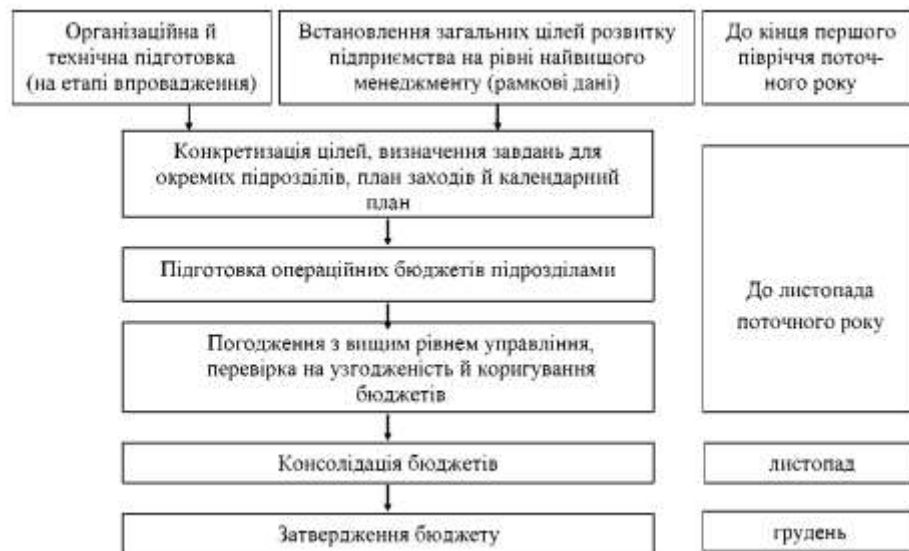 Організаційна й
технічна підготовка
(на етапі впровадження)
Встановлення загальних цілей розвитку
підприємства на рівні найвищого
менеджменту (рамкові дані)
До кінця першого
півріччя поточ-
ного року
Конкретизація цілей, визначення завдань для
окремих підрозділів, план заходів й календарний
план
Підготовка операційних бюджетів підрозділами
Погодження з вищим рівнем управління,
перевірка на узгодженість й коригування
бюджетів
До листопада
поточного року
Консолідація бюджетів
листопад
Затвердження бюджету
грудень